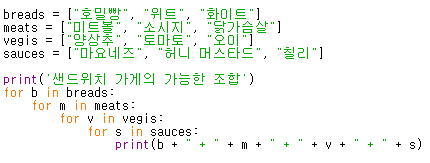 breads = ["호밀빵", "위트", "화이트"]
meats = ["미트볼", "소시지", "닭가슴살"]
vegis = ["양상추", "토마토", "오이"]
sauces = ["마요네즈", "허니 머스타드", "칠리"]

print('샌드위치 가게의 가능한 조합')
for b in breads:
    for m in meats:
        for v in vegis:
            for s in sauces:
                print(b + " + " + m + " + " + v + " + " + s)